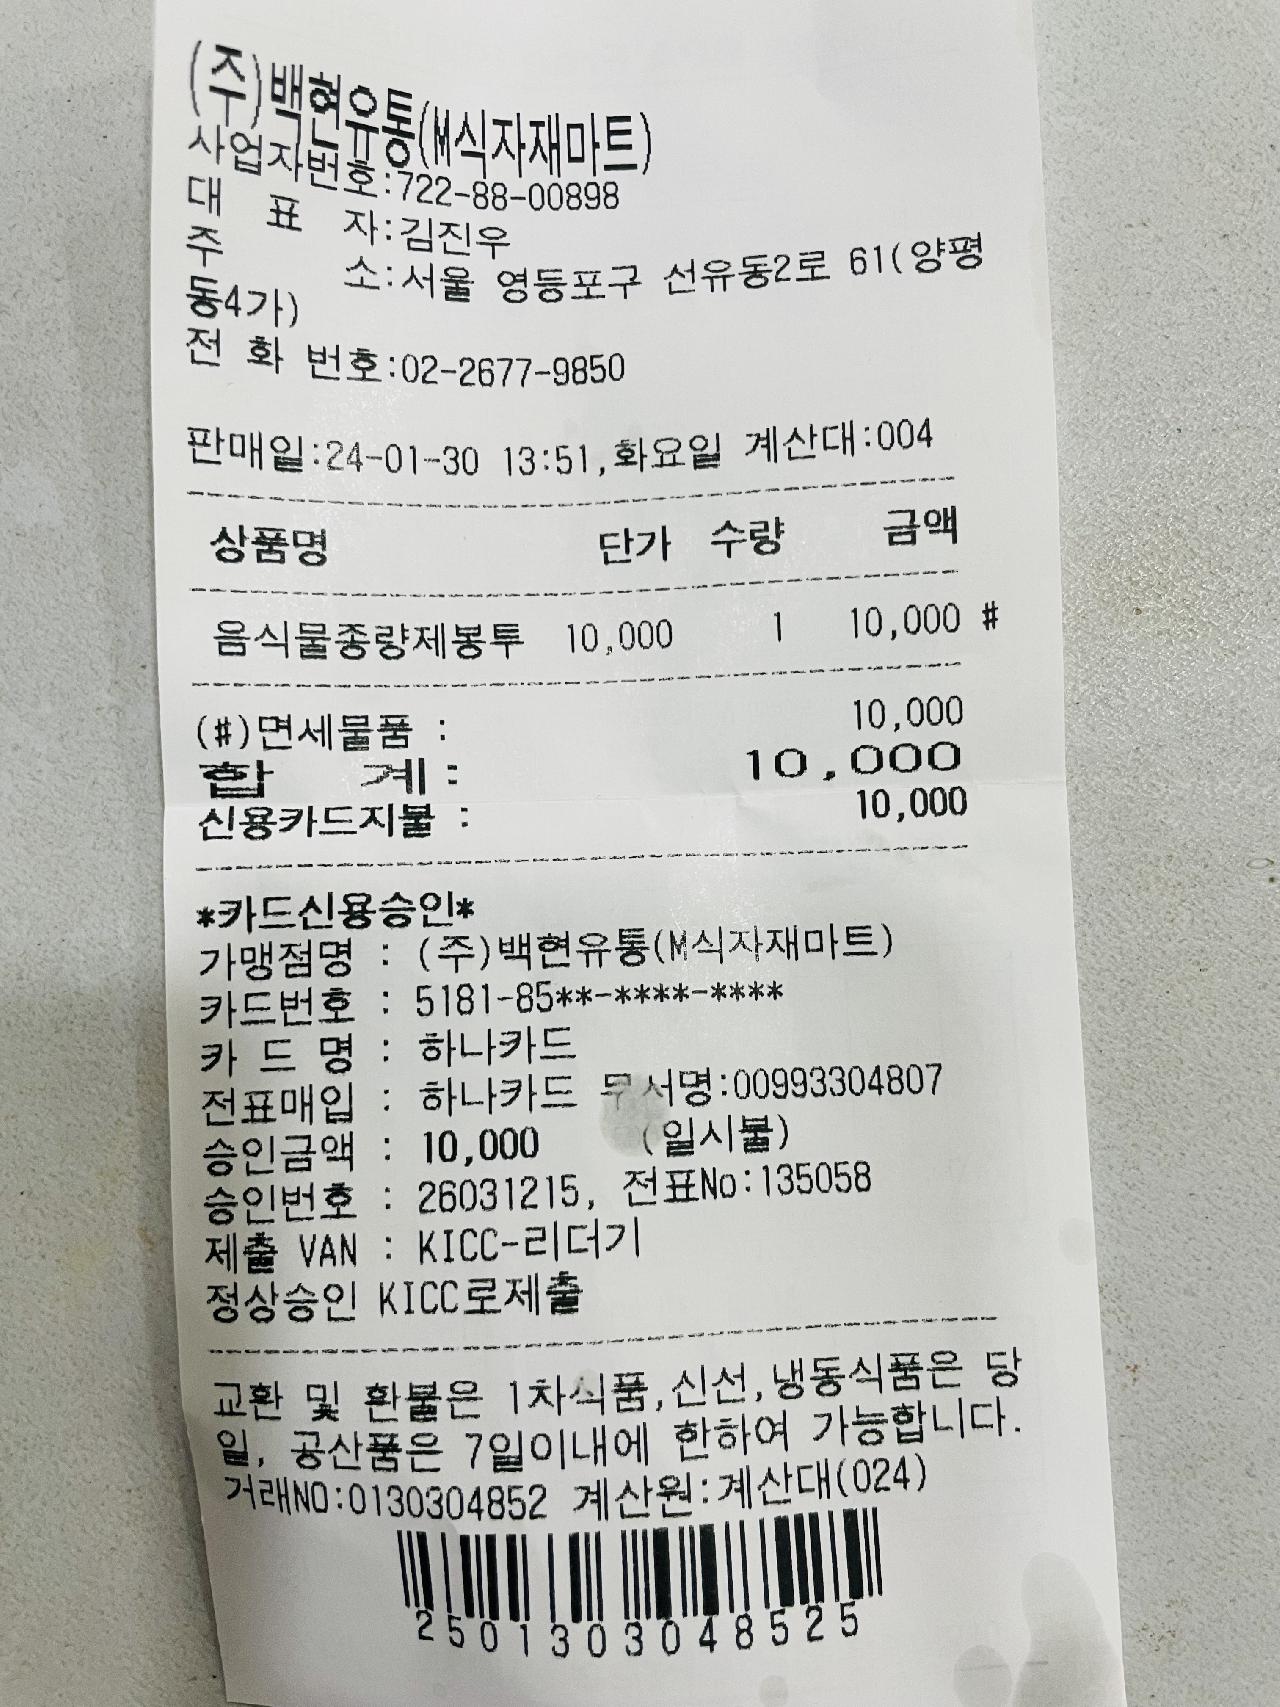 (주)백현유통(M식자재마트)
사업자번호:722-88-00898
대 표 자:김진우
주 소:서울 영등포구 선유동2로 61(양평
동4가)
전 화 번호:02-2677-9850
판매일:24-01-30 13:51,화요일 계산대:004
상품명 단가 수량 금액
음식물종량제봉투 10,000 1 10,000 #
(#)면세물품 : 10,000
합 계 : 10,000
신용카드지불 : 10,000
*카드신용승인*
가맹점명 : (주)백현유통(M식자재마트)
카드번호 : 5181-85**-****-****
카 드 명 : 하나카드
전표매입 : 하나카드 무서명:00993304807
승인금액 : 10,000 (일시불)
승인번호 : 26031215, 전표No:135058
제출 VAN : KICC-리더기
정상승인 KICC로제출
교환 및 환불은 1차식품,신선,냉동식품은 당
일, 공산품은 7일이내에 한하여 가능합니다.
거래NO:0130304852 계산원:계산대(024)
2501303048525